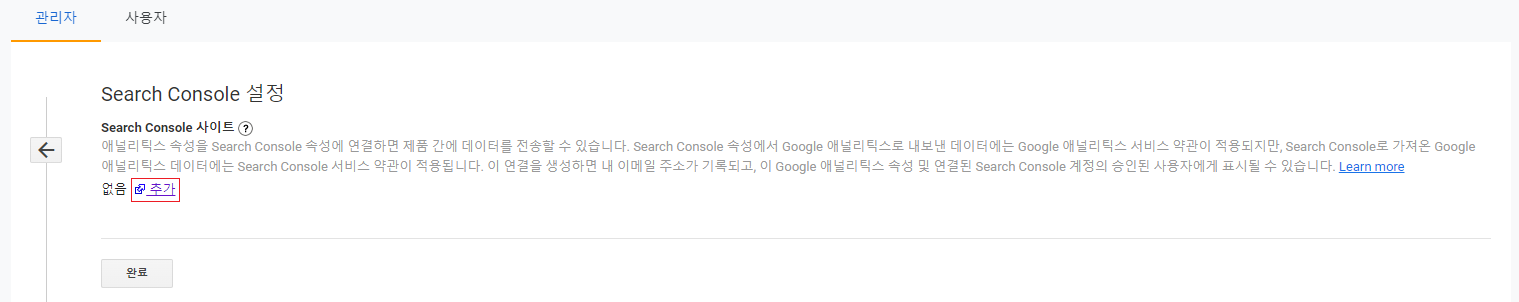 관리자 사용자
Search Console 설정
Search Console 사이트 ?
애널리틱스 속성을 Search Console 속성에 연결하면 제품 간에 데이터를 전송할 수 있습니다. Search Console 속성에서 Google 애널리틱스로 내보낸 데이터에는 Google 애널리틱스 서비스 약관이 적용되지만, Search Console로 가져온 Google
애널리틱스 데이터에는 Search Console 서비스 약관이 적용됩니다. 이 연결을 생성하면 내 이메일 주소가 기록되고, 이 Google 애널리틱스 속성 및 연결된 Search Console 계정의 승인된 사용자에게 표시될 수 있습니다. Learn more
없음 추가
완료